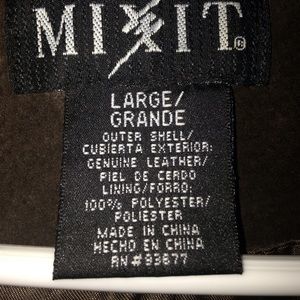 MIXIT®
LARGE/
GRANDE
OUTER SHELL/
CUBIERTA EXTERIOR:
GENUINE LEATHER/
PIEL DE CERDO
LINING/FORRO:
100% POLYESTER/
POLIESTER
MADE IN CHINA
HECHO EN CHINA
RN#93677